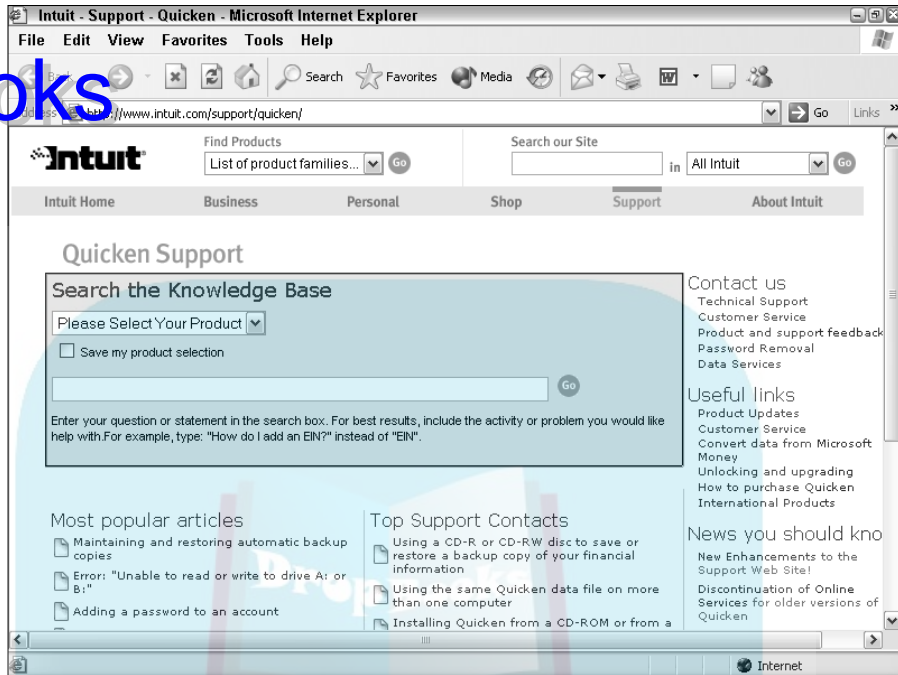 Intuit - Support - Quicken - Microsoft Internet Explorer
File Edit View Favorites Tools Help
Back Search Favorites Media
oks
http://www.intuit.com/support/quicken/ Go Links »
Intuit
Find Products
List of product families... Go
Search our Site
in All Intuit Go
Intuit Home Business Personal Shop Support About Intuit
Quicken Support
Search the Knowledge Base
Please Select Your Product
Save my product selection
Go
Enter your question or statement in the search box. For best results, include the activity or problem you would like
help with.For example, type: "How do I add an EIN?" instead of "EIN".
Most popular articles
Maintaining and restoring automatic backup
copies
Error: "Unable to read or write to drive A: or
B:"
Adding a password to an account
Top Support Contacts
Using a CD-R or CD-RW disc to save or
restore a backup copy of your financial
information
Using the same Quicken data file on more
than one computer
Installing Quicken from a CD-ROM or from a
Contact us
Technical Support
Customer Service
Product and support feedback
Password Removal
Data Services
Useful links
Product Updates
Customer Service
Convert data from Microsoft
Money
Unlocking and upgrading
How to purchase Quicken
International Products
News you should kno
New Enhancements to the
Support Web Site!
Discontinuation of Online
Services for older versions of
Quicken
DropBooks
Internet